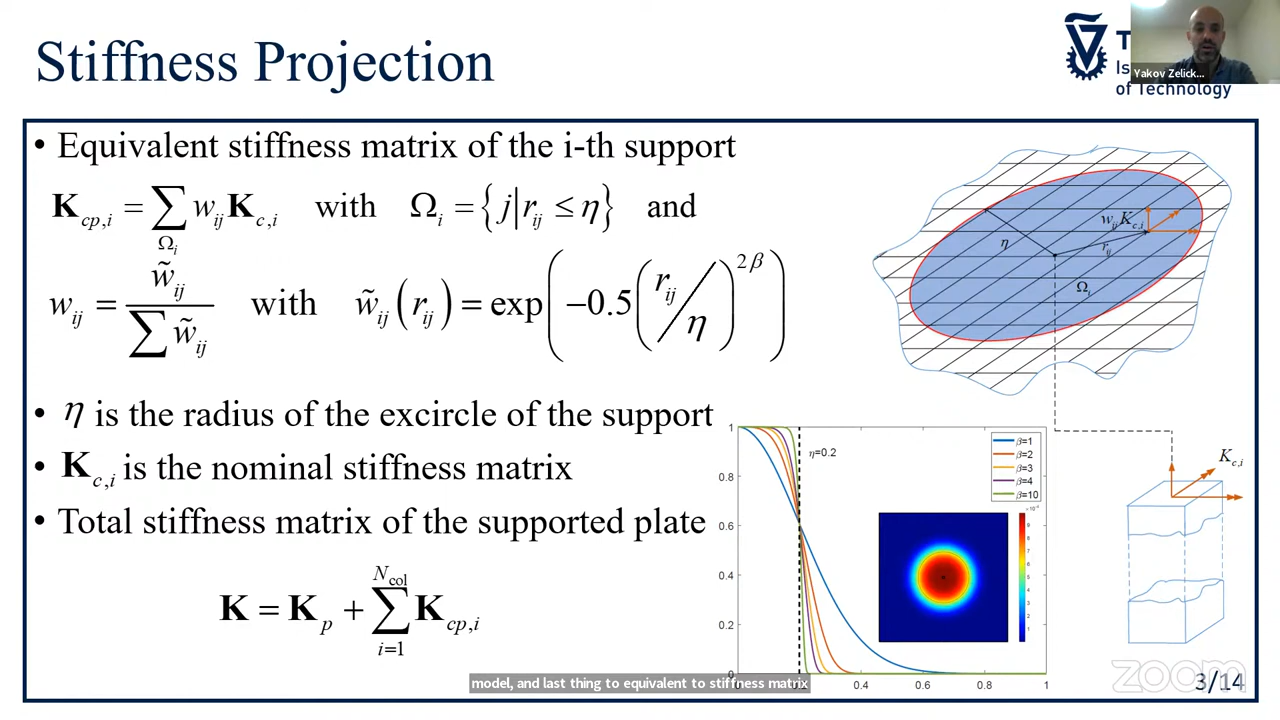 Stiffness Projection
T
Is
of Technology
Yakov Zelick...
• Equivalent stiffness matrix of the i-th support
K_{cp,i} = ∑_{Ω_i} w_{ij} K_{c,i} with Ω_i = { j | r_{ij} ≤ η } and
w_{ij} = w̃_{ij} / ∑ w̃_{ij} with w̃_{ij}(r_{ij}) = exp( −0.5 ( r_{ij} / η )^{2β} )
• η is the radius of the excircle of the support
• K_{c,i} is the nominal stiffness matrix
• Total stiffness matrix of the supported plate
K = K_p + ∑_{i=1}^{N_{col}} K_{cp,i}
w_{ij} K_{c,i}
η
r_{ij}
Ω_i
K_{c,i}
η=0.2
β=1
β=2
β=3
β=4
β=10
1
0.8
0.6
0.4
0.2
0
0.4
0.6
0.8
1
model, and last thing to equivalent to stiffness matrix
zoom
3/14